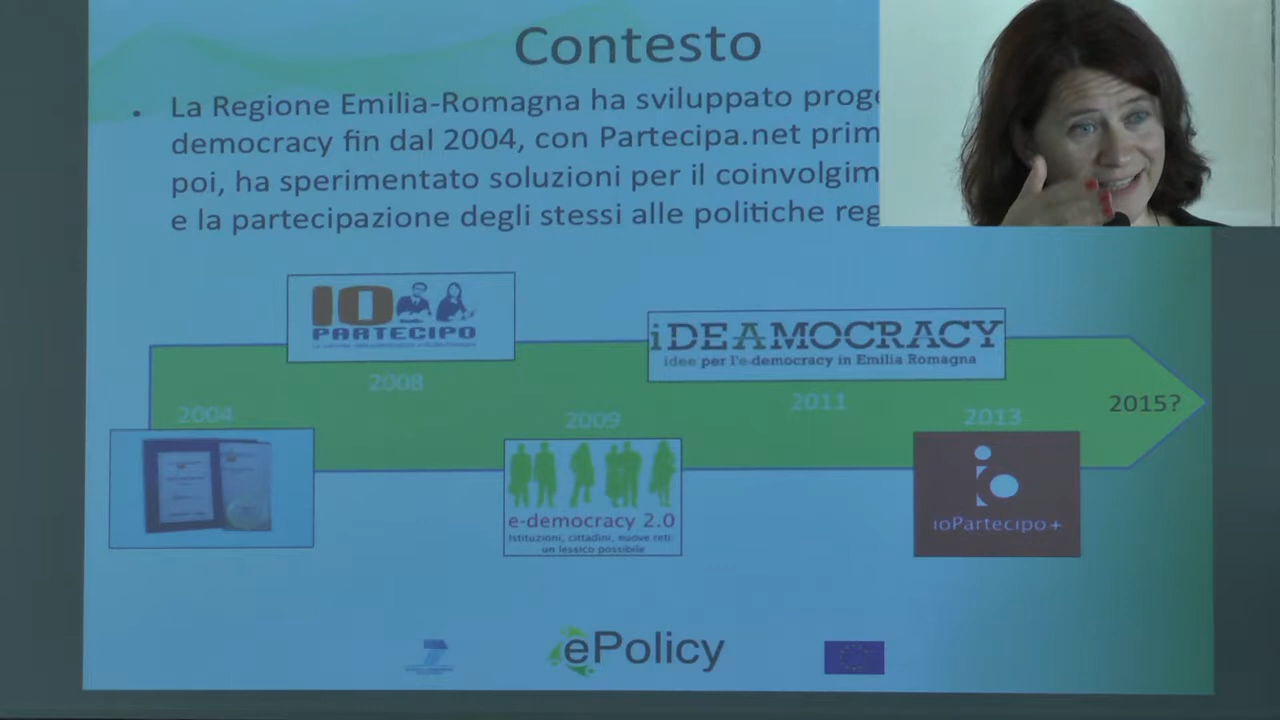 Contesto
• La Regione Emilia-Romagna ha sviluppato prog
democracy fin dal 2004, con Partecipa.net prim
poi, ha sperimentato soluzioni per il coinvolgim
e la partecipazione degli stessi alle politiche reg
IO
PARTECIPO
iDEAMOCRACY
idee per l'e-democracy in Emilia Romagna
2008
2004
2009
2011
2013
2015?
e-democracy 2.0
Istituzioni, cittadini, nuove reti:
un lessico possibile
io
ioPartecipo+
ePolicy